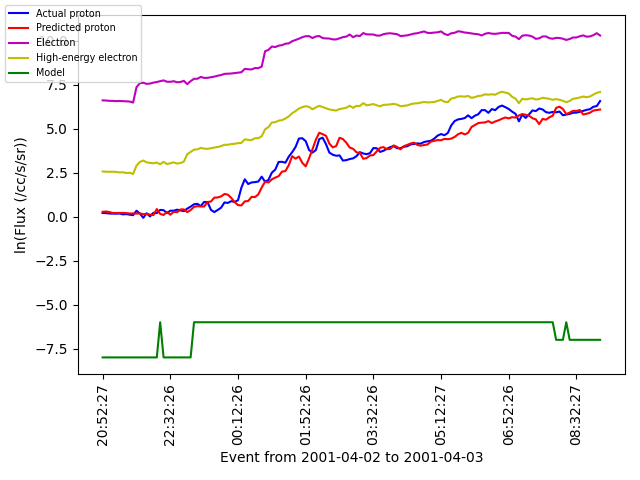 Actual proton
Predicted proton
Electron
High-energy electron
Model
7.5
5.0
2.5
0.0
−2.5
−5.0
−7.5
ln(Flux (/cc/s/sr))
20:52:27
22:32:26
00:12:26
01:52:26
03:32:26
05:12:27
06:52:26
08:32:27
Event from 2001-04-02 to 2001-04-03